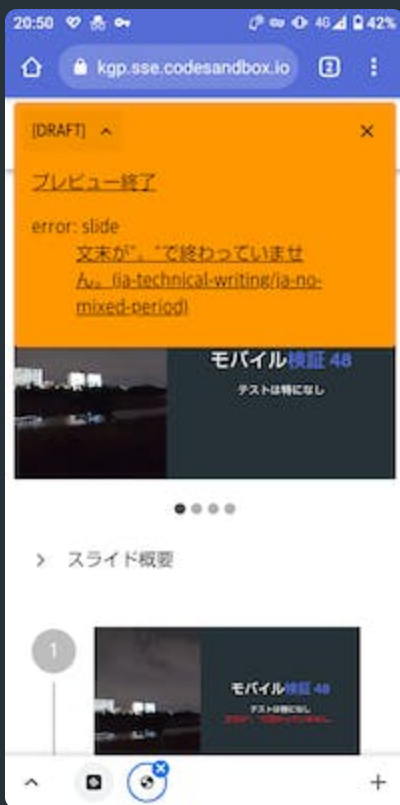 20:50
4G 42%
kgp.sse.codesandbox.io
2
[DRAFT]
プレビュー終了
error: slide
文末が"。"で終わっていませ
ん。 (ja-technical-writing/ja-no-
mixed-period)
モバイル検証 48
テストは特になし
スライド概要
1
モバイル検証 48
テストは特になし